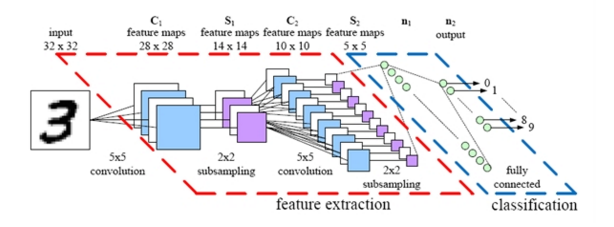 input
32 x 32
C1
feature maps
28 x 28
S1
feature maps
14 x 14
C2
feature maps
10 x 10
S2
feature maps
5 x 5
n1
n2
output
3
0
1
8
9
5x5
convolution
2x2
subsampling
5x5
convolution
2x2
subsampling
fully
connected
feature extraction
classification